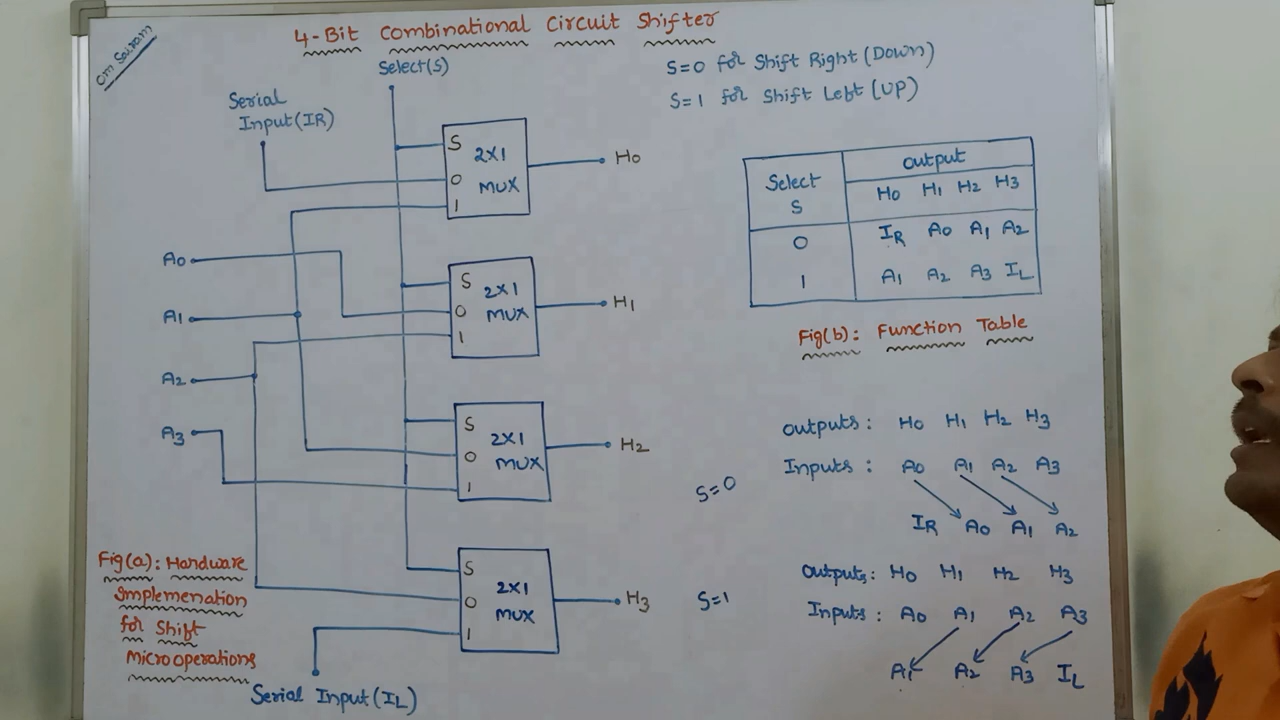 Om Sairam
4-Bit Combinational Circuit Shifter
Select(S)
Serial
Input(IR)
S=0 for Shift Right (Down)
S=1 for Shift Left (UP)
S
0
1
2X1
MUX
H0
A0
A1
A2
A3
S
0
1
2X1
MUX
H1
S
0
1
2X1
MUX
H2
S
0
1
2X1
MUX
H3
Serial Input(IL)
Fig(a): Hardware
Implemenation
for Shift
Microoperations
Select
S
output
H0 H1 H2 H3
0 IR A0 A1 A2
1 A1 A2 A3 IL
Fig(b): Function Table
S=0
outputs: H0 H1 H2 H3
Inputs: A0 A1 A2 A3
IR A0 A1 A2
S=1
outputs: H0 H1 H2 H3
Inputs: A0 A1 A2 A3
A1 A2 A3 IL